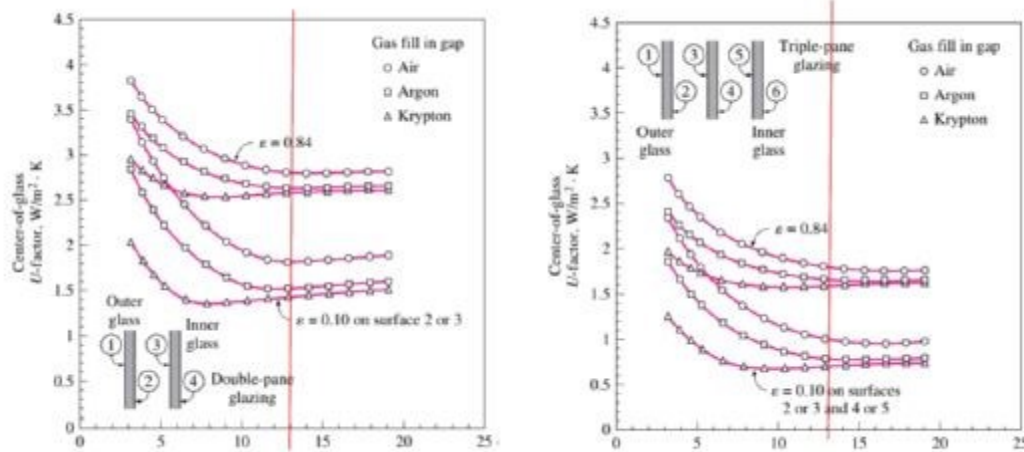 4.5
4
3.5
3
2.5
2
1.5
1
0.5
0
0
5
10
15
20
25
Center-of-glass
U-factor, W/m² · K
Gas fill in gap
Air
Argon
Krypton
ε = 0.84
ε = 0.10 on surface 2 or 3
Outer
glass
Inner
glass
1
3
2
4
Double-pane
glazing
4.5
4
3.5
3
2.5
2
1.5
1
0.5
0
0
5
10
15
20
25
Center-of-glass
U-factor, W/m² · K
1
3
5
2
4
6
Outer
glass
Inner
glass
Triple-pane
glazing
Gas fill in gap
Air
Argon
Krypton
ε = 0.84
ε = 0.10 on surfaces
2 or 3 and 4 or 5